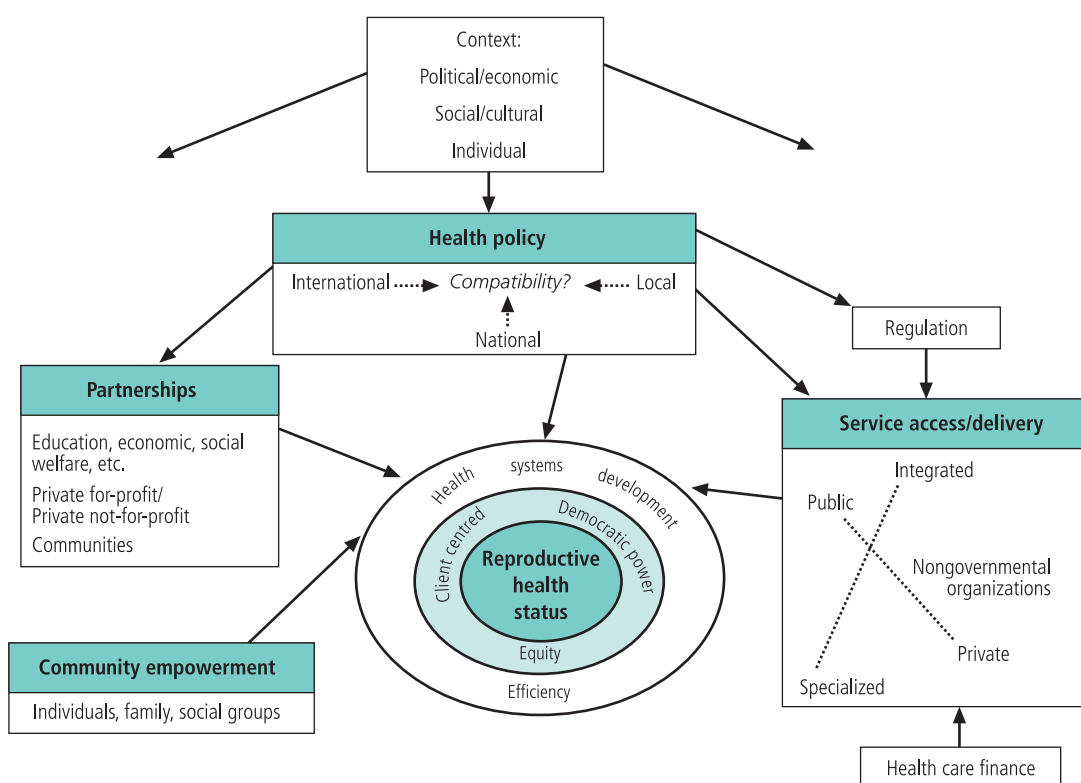 Context:
Political/economic
Social/cultural
Individual
Health policy
International
Compatibility?
Local
National
Regulation
Partnerships
Education, economic, social
welfare, etc.
Private for-profit/
Private not-for-profit
Communities
Service access/delivery
Integrated
Public
Nongovernmental
organizations
Private
Specialized
Health systems development
Client centred
Democratic power
Reproductive
health
status
Equity
Efficiency
Community empowerment
Individuals, family, social groups
Health care finance